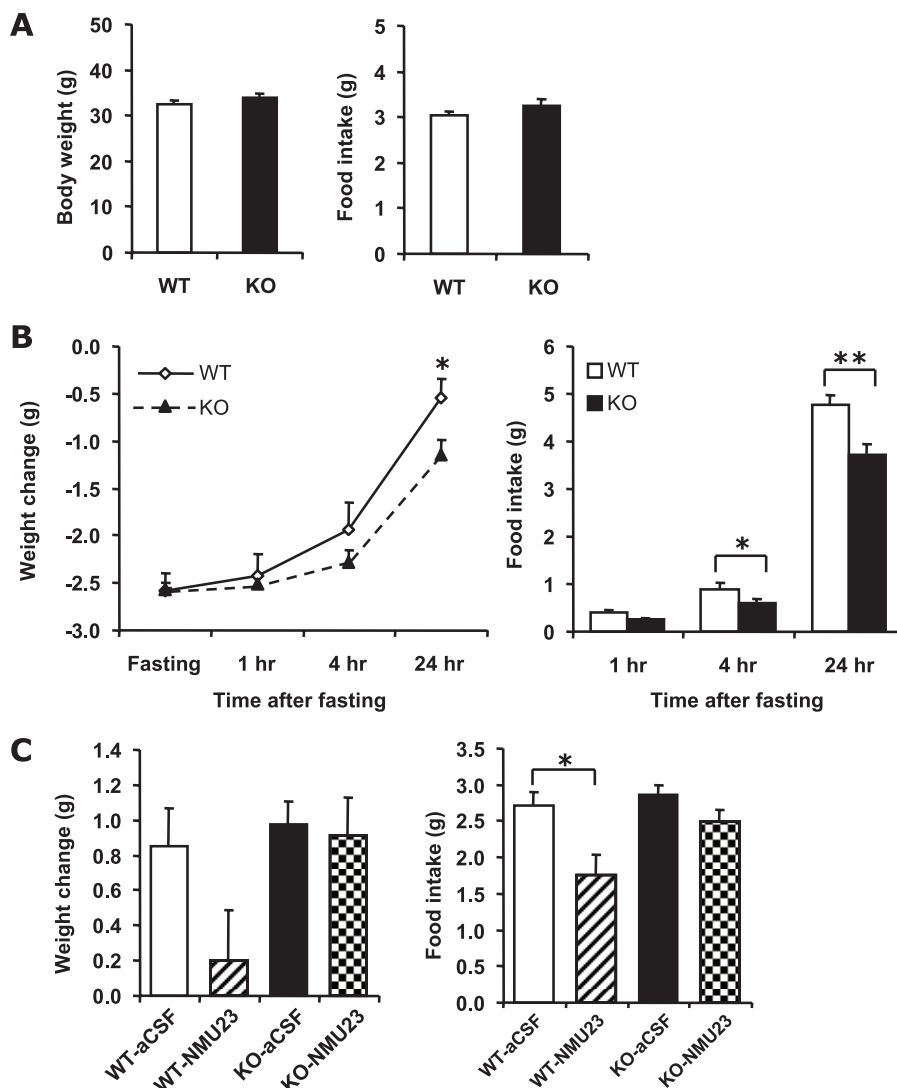 A
Body weight (g)
50
40
30
20
10
0
WT
KO
Food intake (g)
5
4
3
2
1
0
WT
KO
B
Weight change (g)
0.0
-0.5
-1.0
-1.5
-2.0
-2.5
-3.0
WT
KO
*
Fasting
1 hr
4 hr
24 hr
Time after fasting
Food intake (g)
6
5
4
3
2
1
0
WT
KO
*
**
1 hr
4 hr
24 hr
Time after fasting
C
Weight change (g)
1.4
1.2
1.0
0.8
0.6
0.4
0.2
0.0
WT-aCSF
WT-NMU23
KO-aCSF
KO-NMU23
Food intake (g)
3.5
3.0
2.5
2.0
1.5
1.0
0.5
0.0
*
WT-aCSF
WT-NMU23
KO-aCSF
KO-NMU23